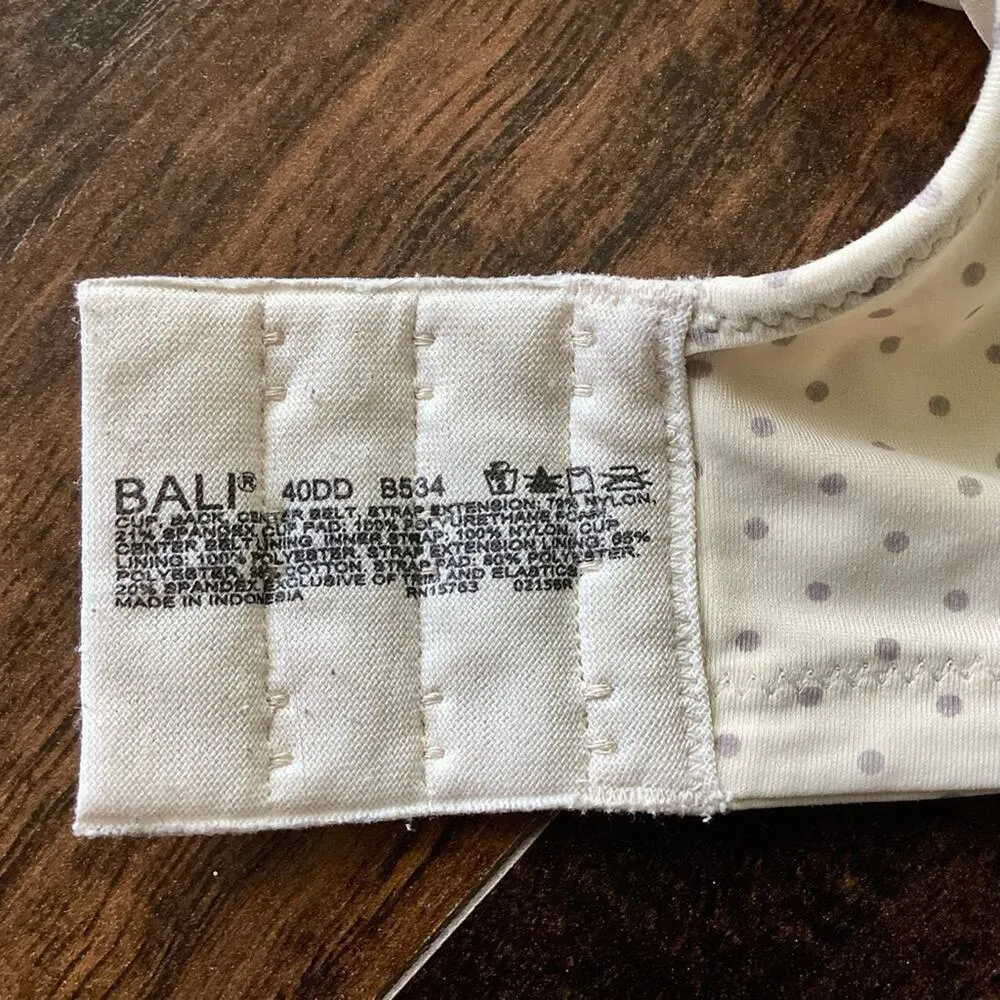 BALI® 40DD B534
CUP, BACK, CENTER BELT, STRAP EXTENSION: 79% NYLON,
21% SPANDEX. CUP PAD: 100% POLYURETHANE FOAM.
CENTER BELT LINING, INNER STRAP: 100% NYLON. CUP
LINING: 100% POLYESTER. STRAP EXTENSION LINING: 65%
POLYESTER, COTTON. STRAP PAD: 80% POLYESTER,
20% SPANDEX. EXCLUSIVE OF TRIM AND ELASTICS.
MADE IN INDONESIA RN15763 02156R